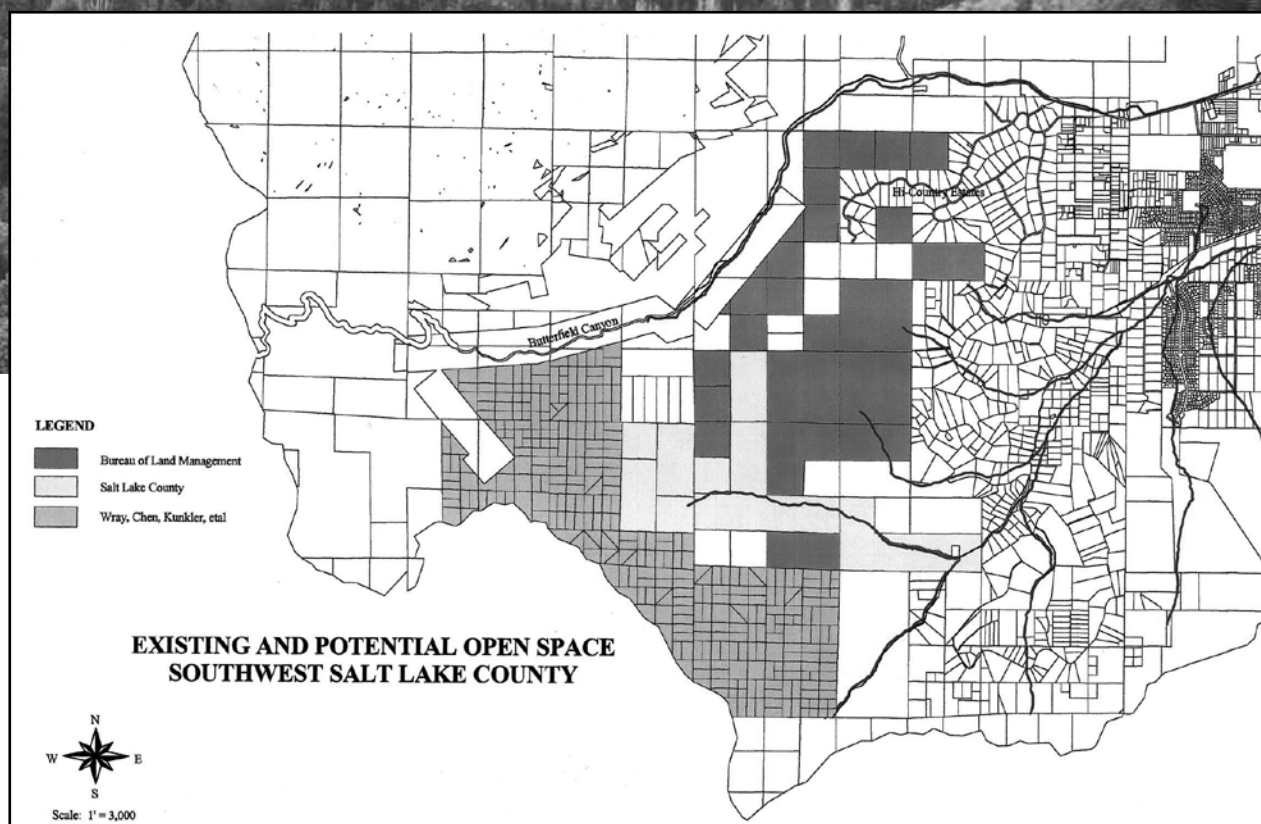 Hi-Country Estates
Butterfield Canyon
LEGEND
Bureau of Land Management
Salt Lake County
Wray, Chen, Kunkler, etal
EXISTING AND POTENTIAL OPEN SPACE
SOUTHWEST SALT LAKE COUNTY
N
W
E
S
Scale: 1' = 3,000